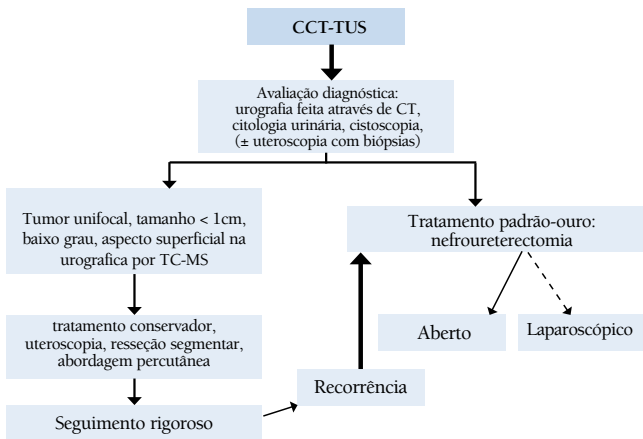 CCT-TUS
Avaliação diagnóstica:
urografia feita através de CT,
citologia urinária, cistoscopia,
(± uteroscopia com biópsias)
Tumor unifocal, tamanho < 1cm,
baixo grau, aspecto superficial na
urografica por TC-MS
Tratamento padrão-ouro:
nefroureterectomia
tratamento conservador,
uteroscopia, resseção segmentar,
abordagem percutânea
Aberto
Laparoscópico
Recorrência
Seguimento rigoroso